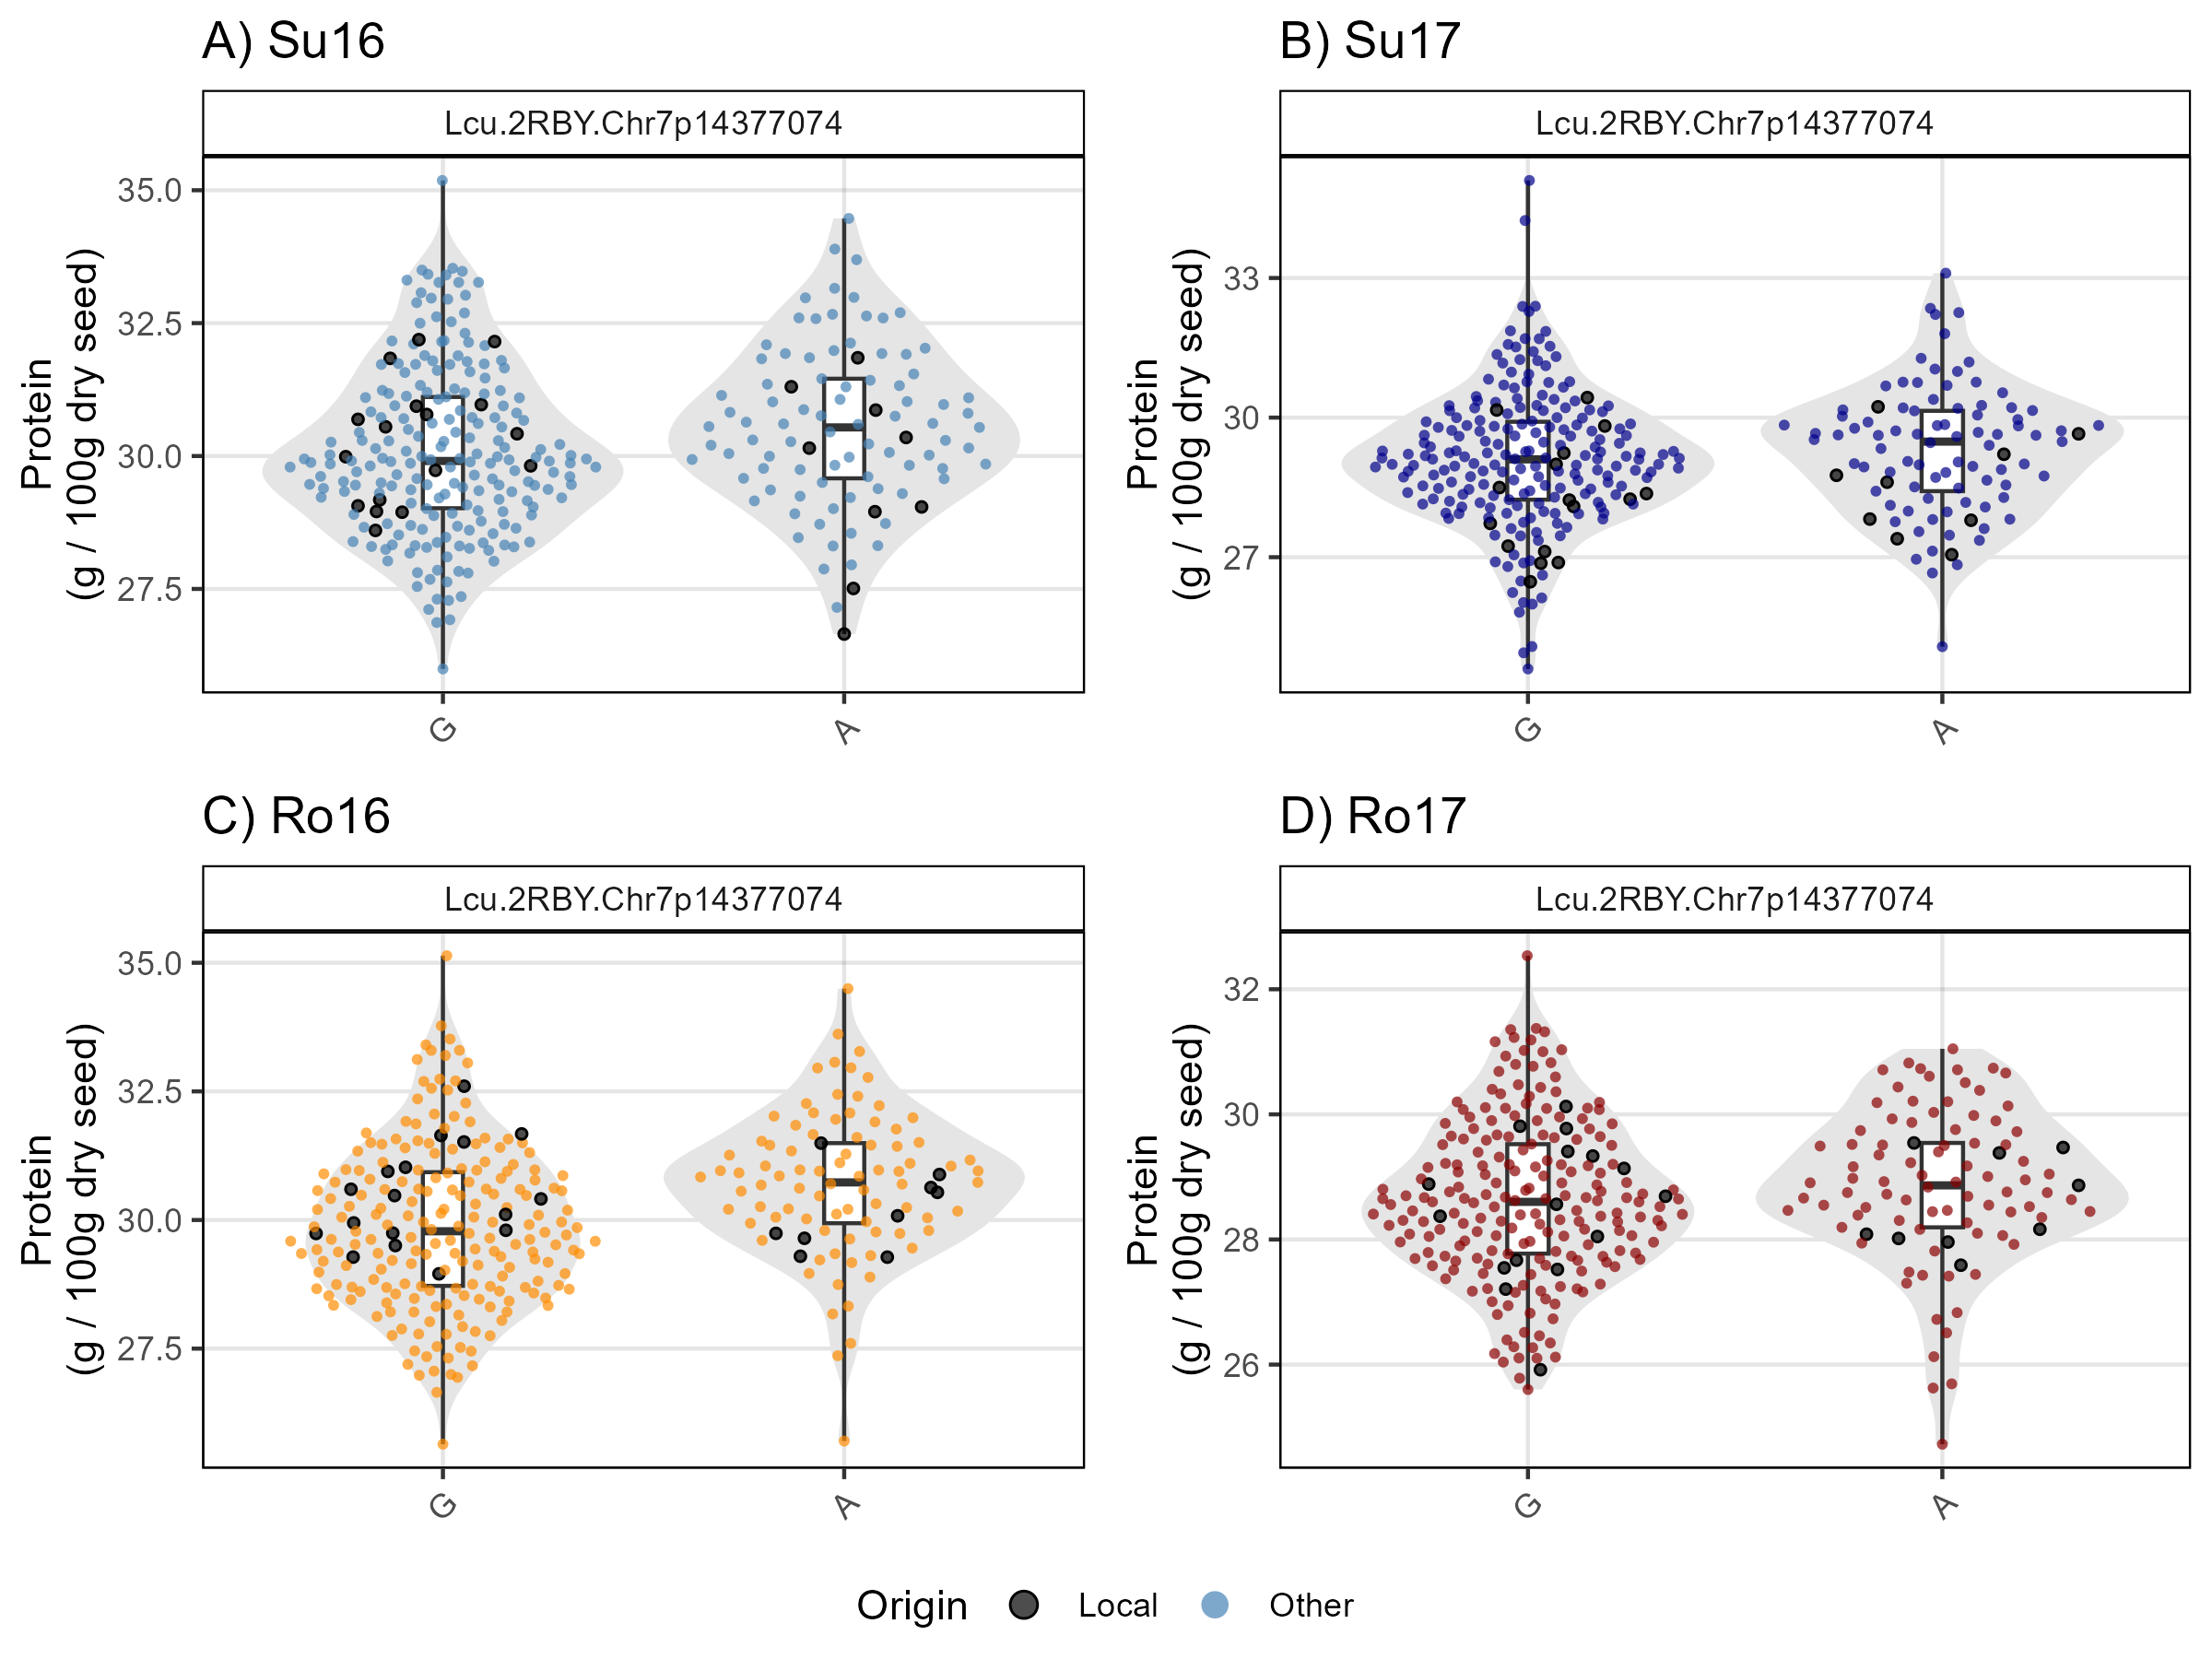 A) Su16
Lcu.2RBY.Chr7p14377074
Protein
(g / 100g dry seed)
35.0
32.5
30.0
27.5
G
A
B) Su17
Lcu.2RBY.Chr7p14377074
Protein
(g / 100g dry seed)
33
30
27
G
A
C) Ro16
Lcu.2RBY.Chr7p14377074
Protein
(g / 100g dry seed)
35.0
32.5
30.0
27.5
G
A
D) Ro17
Lcu.2RBY.Chr7p14377074
Protein
(g / 100g dry seed)
32
30
28
26
G
A
Origin Local Other